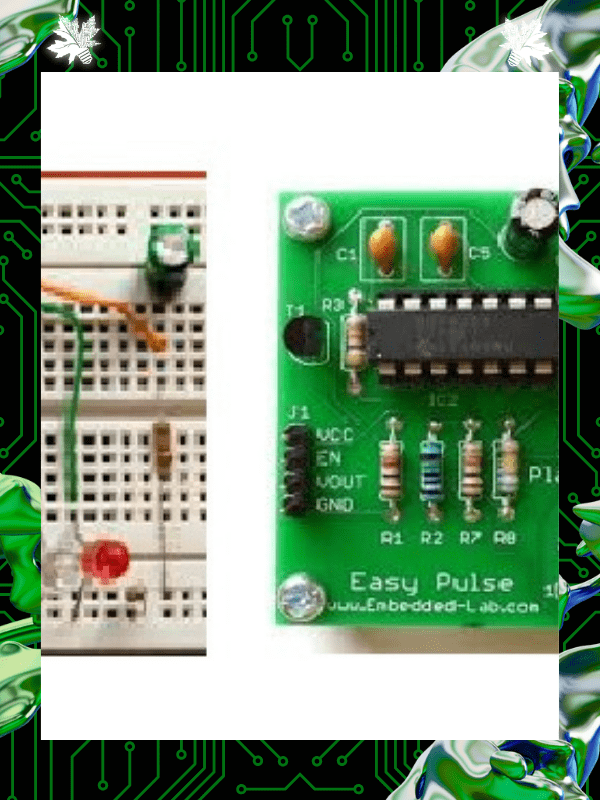 C1
C5
T1
R3
IC2
J1
VCC
EN
VOUT
GND
Pl
R1 R2 R7 R8
Easy Pulse
www.Embedded-Lab.com